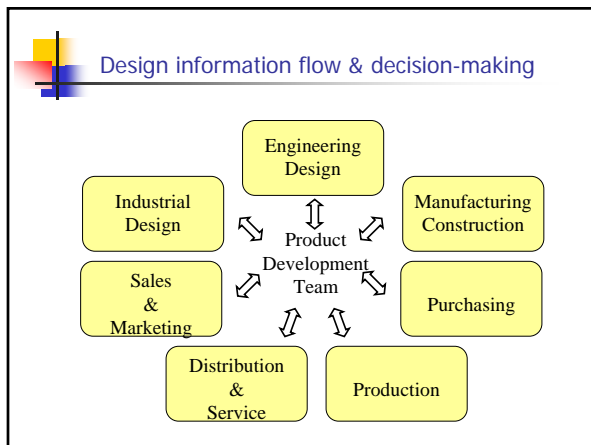 Design information flow & decision-making
Engineering
Design
Industrial
Design
Manufacturing
Construction
Product
Development
Team
Sales
&
Marketing
Purchasing
Distribution
&
Service
Production